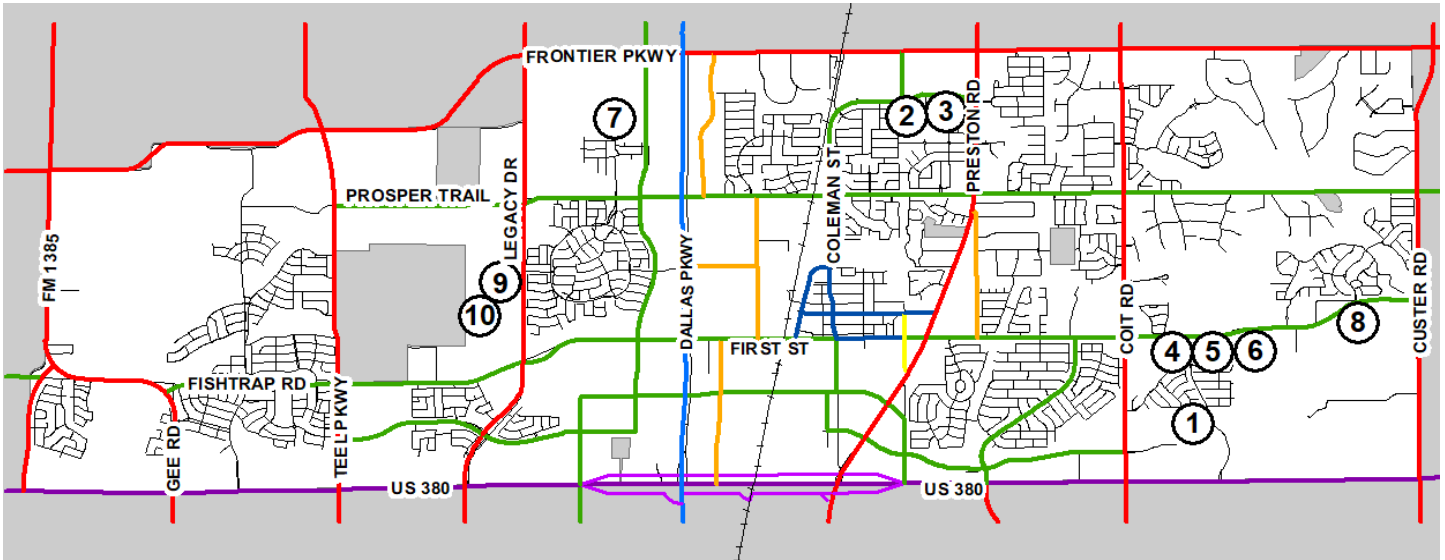 FRONTIER PKWY
7
2
3
PRESTON RD
LEGACY DR
COLEMAN ST
PROSPER TRAIL
FM 1385
DALLAS PKWY
9
10
COIT RD
CUSTER RD
8
FIRST ST
4
5
6
FISHTRAP RD
TEEL PKWY
GEE RD
1
US 380
US 380